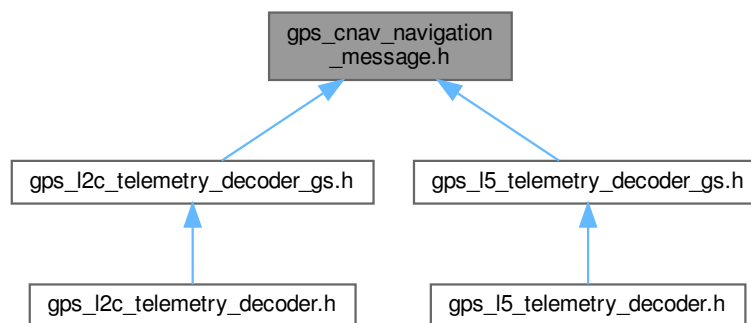 gps_cnav_navigation
_message.h
gps_l2c_telemetry_decoder_gs.h
gps_l5_telemetry_decoder_gs.h
gps_l2c_telemetry_decoder.h
gps_l5_telemetry_decoder.h